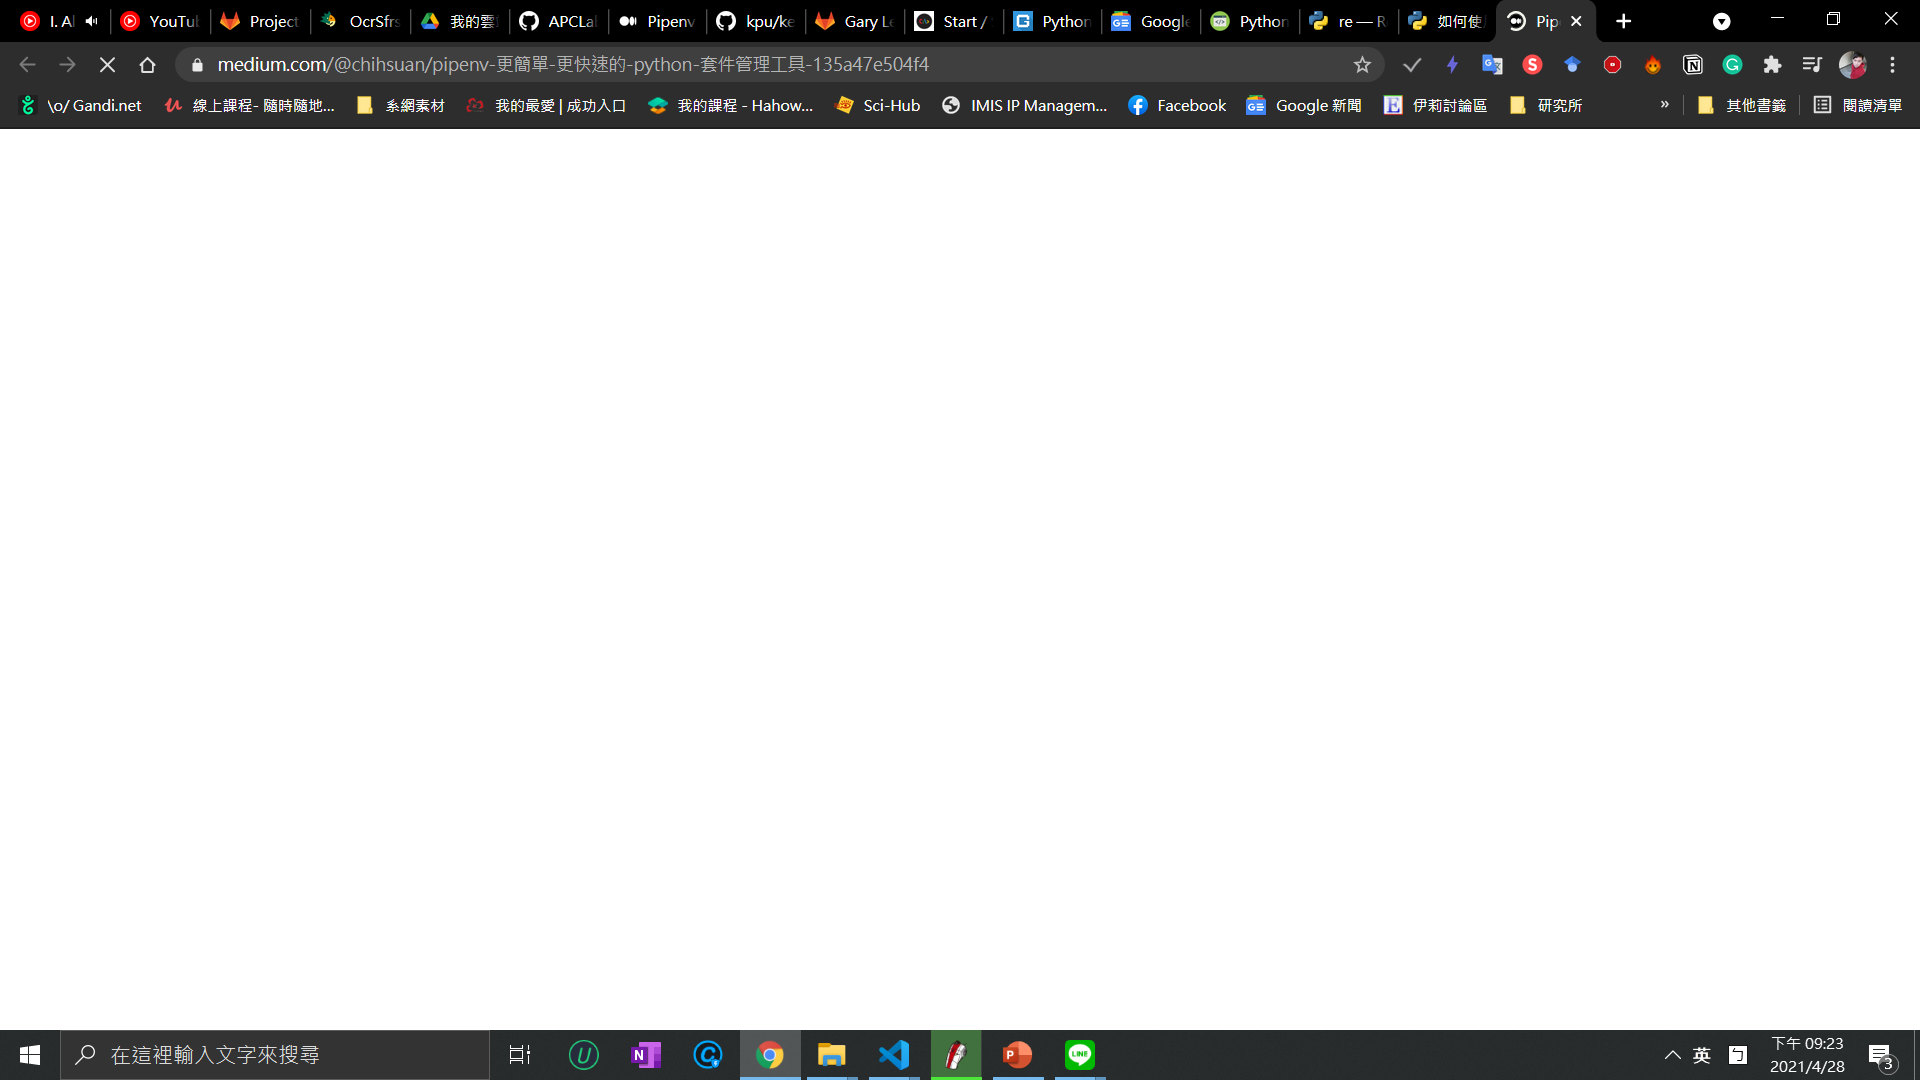 I. Al
YouTub
Project
OcrSfrs
我的雲
APCLa
Pipenv
kpu/ke
Gary Le
Start /
Python
Google
Python
re — R
如何使
Pip
medium.com/@chihsuan/pipenv-更簡單-更快速的-python-套件管理工具-135a47e504f4
\o/ Gandi.net
線上課程- 隨時隨地...
系網素材
我的最愛 | 成功入口
我的課程 - Hahow...
Sci-Hub
IMIS IP Managem...
Facebook
Google 新聞
伊莉討論區
研究所
»
其他書籤
閱讀清單
在這裡輸入文字來搜尋
英
下午 09:23
2021/4/28
3